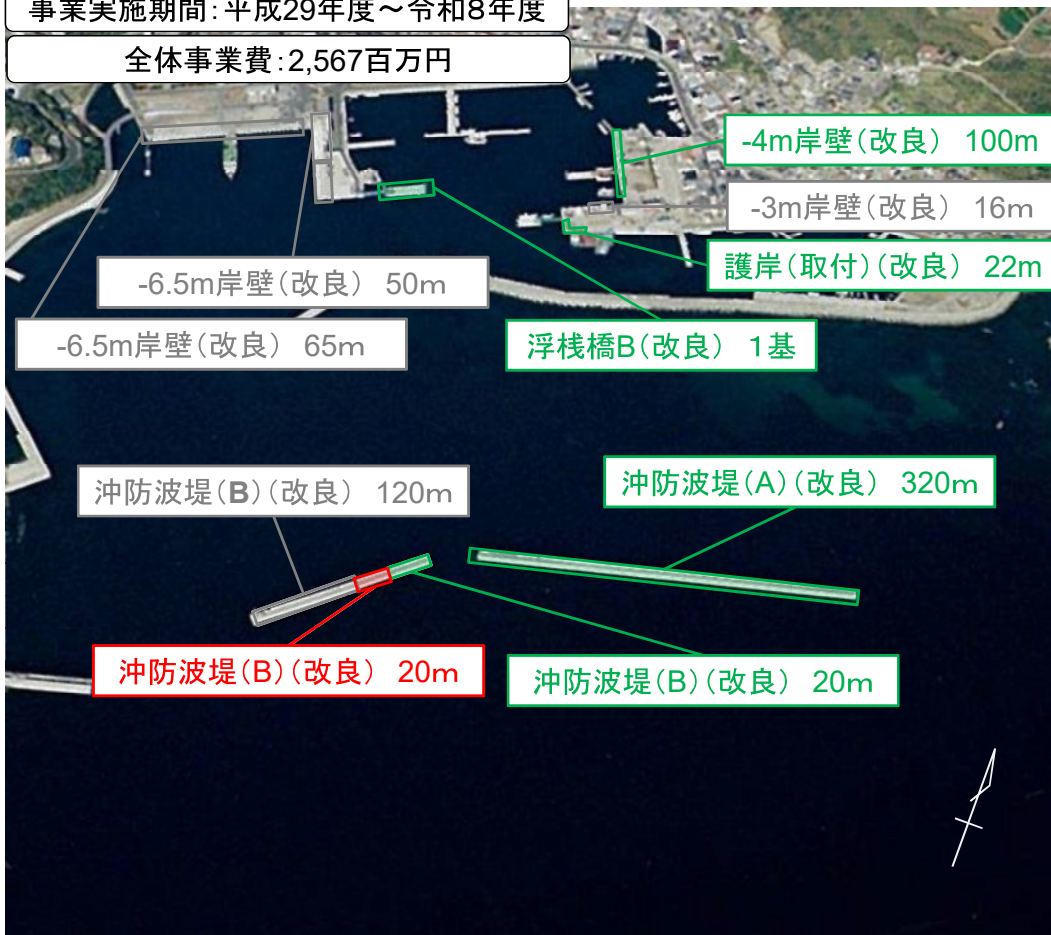 事業実施期間：平成29年度～令和8年度
全体事業費：2,567百万円
-4m岸壁（改良） 100m
-3m岸壁（改良） 16m
護岸（取付）（改良） 22m
-6.5m岸壁（改良） 50m
-6.5m岸壁（改良） 65m
浮桟橋B（改良） 1基
沖防波堤（B）（改良） 120m
沖防波堤（A）（改良） 320m
沖防波堤（B）（改良） 20m
沖防波堤（B）（改良） 20m